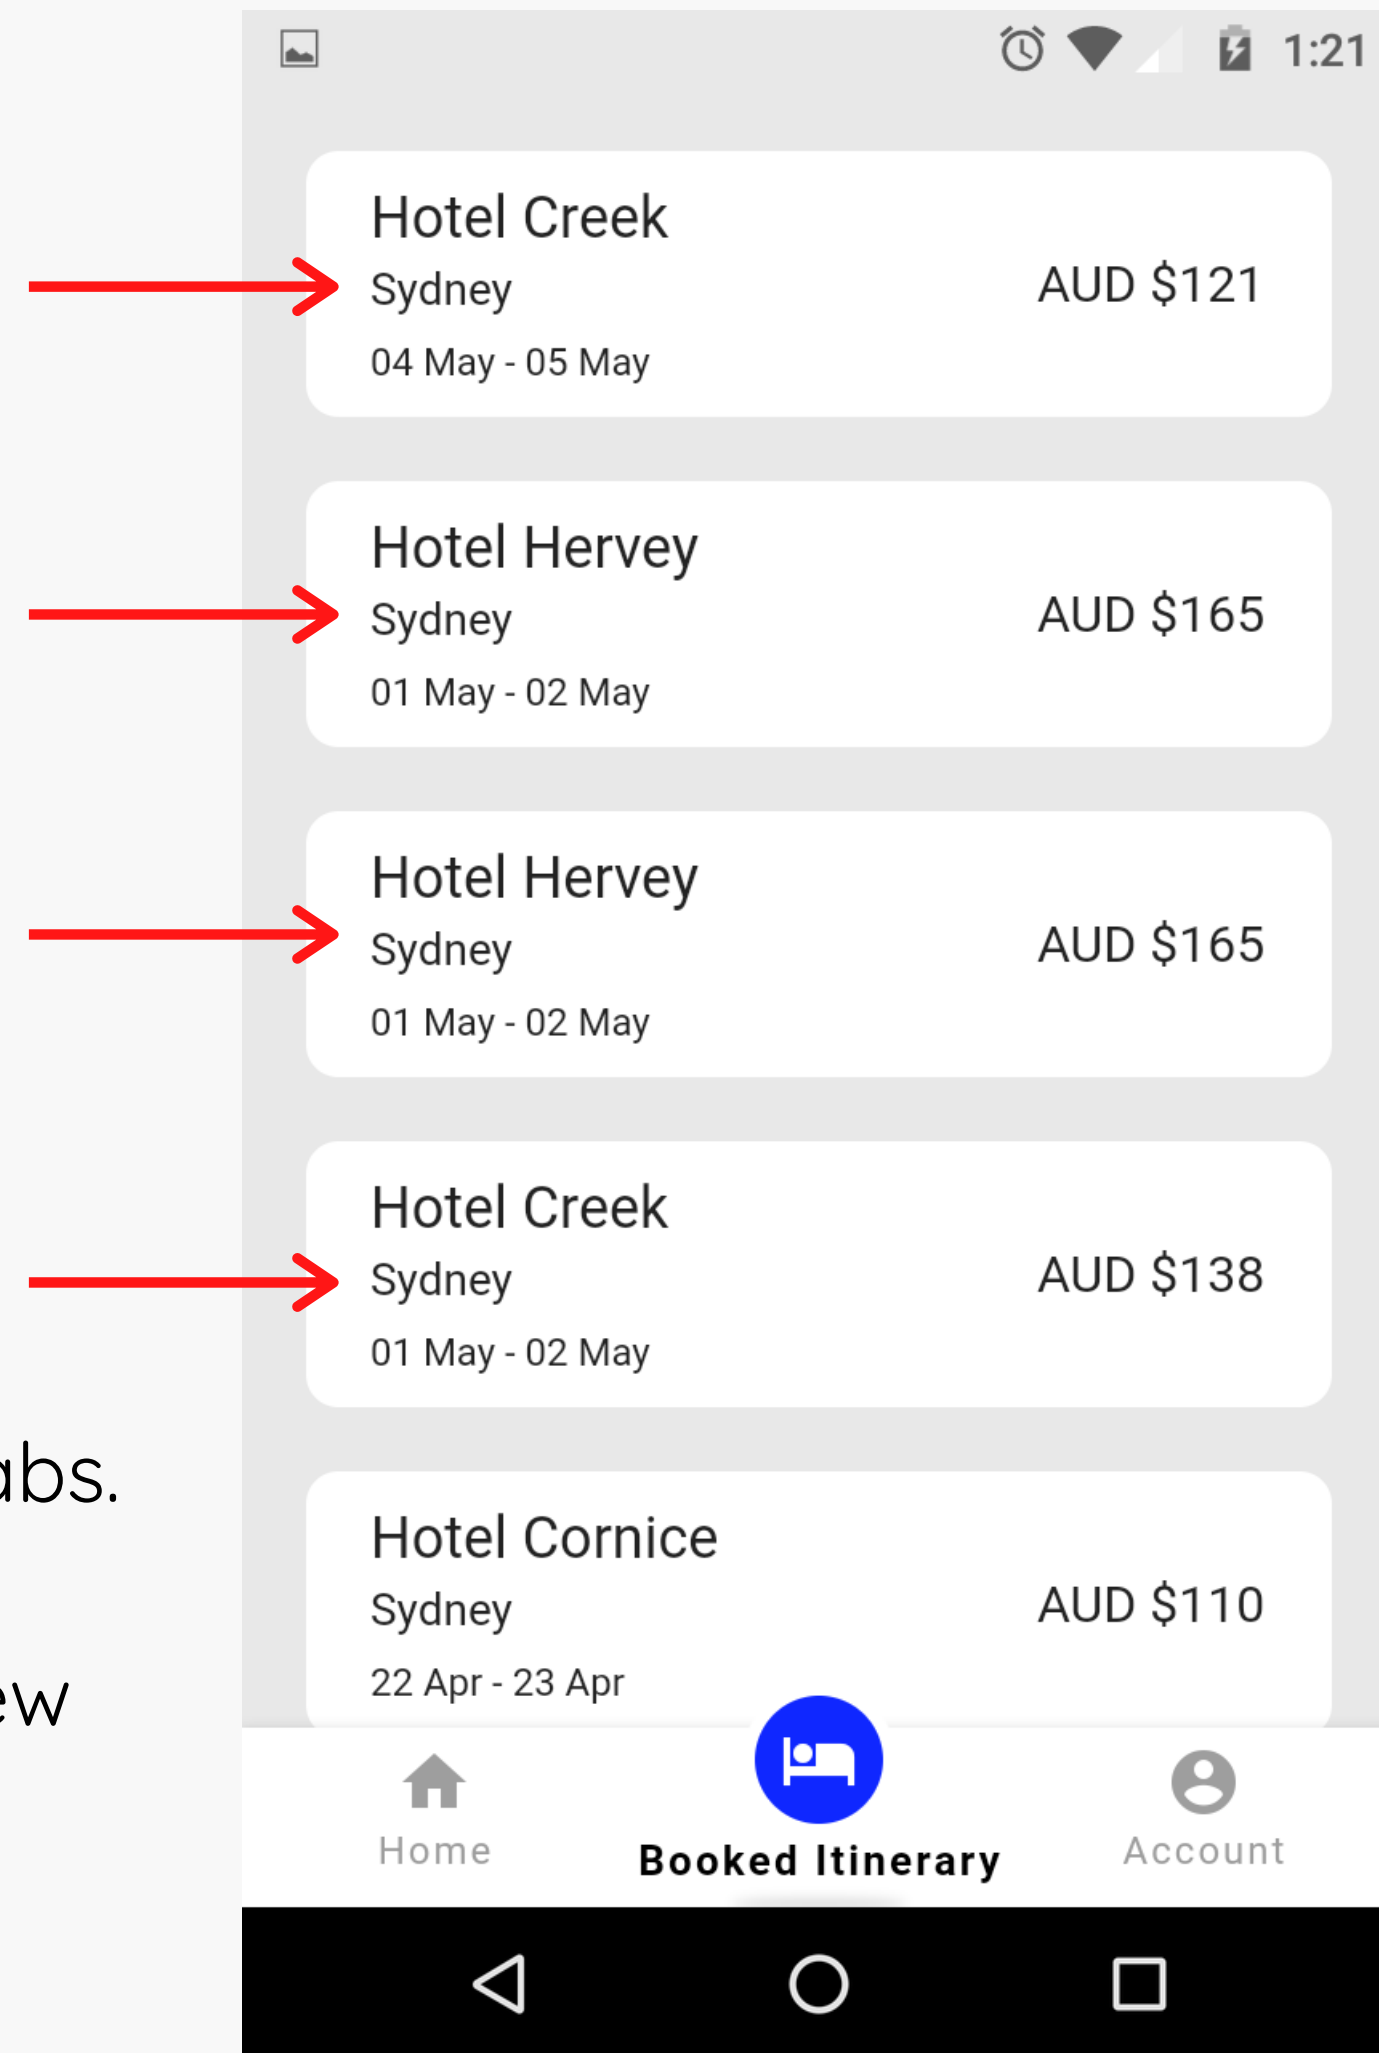 1:21
Hotel Creek
Sydney
AUD $121
04 May - 05 May
Hotel Hervey
Sydney
AUD $165
01 May - 02 May
Hotel Hervey
Sydney
AUD $165
01 May - 02 May
Hotel Creek
Sydney
AUD $138
01 May - 02 May
abs.
Hotel Cornice
Sydney
AUD $110
22 Apr - 23 Apr
ew
Home
Booked Itinerary
Account